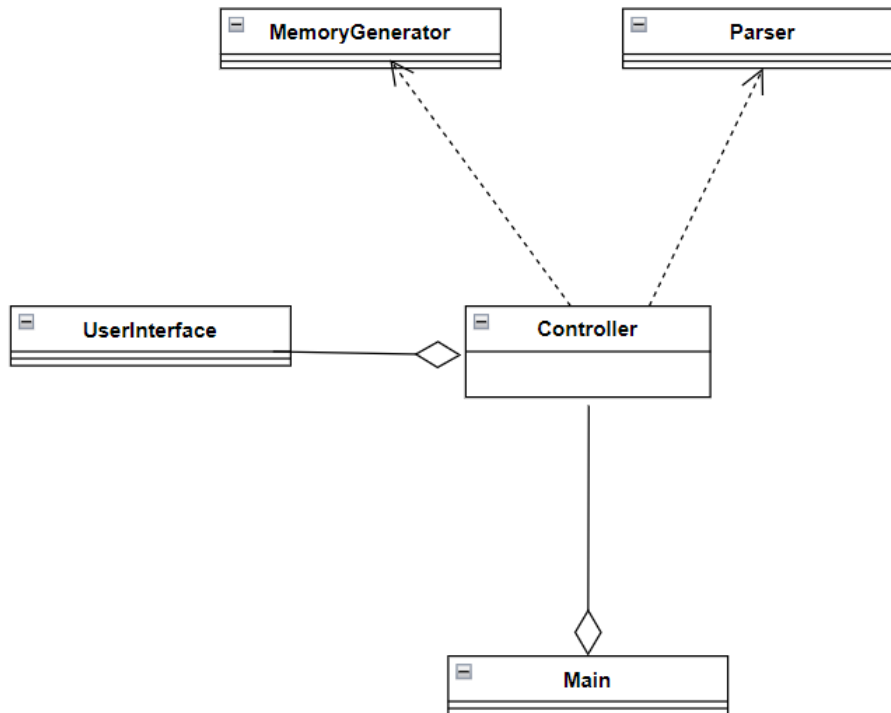 MemoryGenerator
Parser
UserInterface
Controller
Main